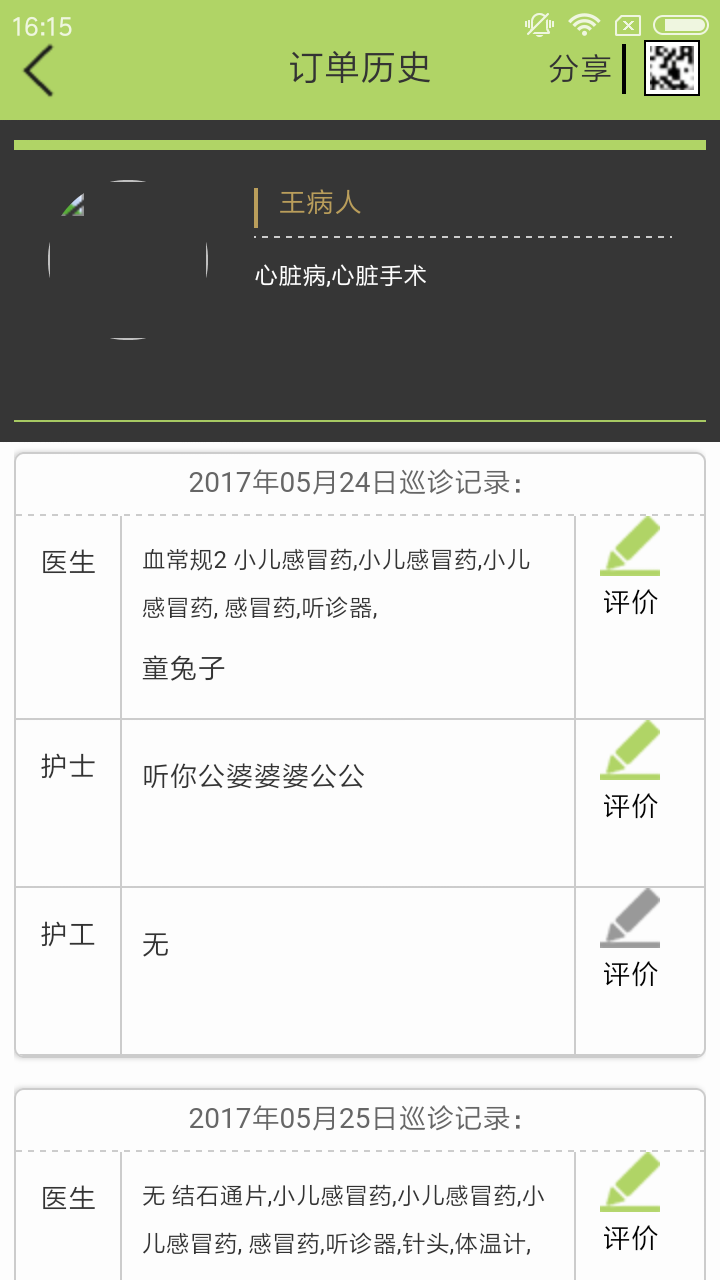 16:15
订单历史
分享
王病人
心脏病,心脏手术
2017年05月24日巡诊记录：
医生
血常规2 小儿感冒药,小儿感冒药,小儿
感冒药, 感冒药,听诊器,
童兔子
评价
护士
听你公婆婆婆公公
评价
护工
无
评价
2017年05月25日巡诊记录：
医生
无 结石通片,小儿感冒药,小儿感冒药,小
儿感冒药, 感冒药,听诊器,针头,体温计,
评价